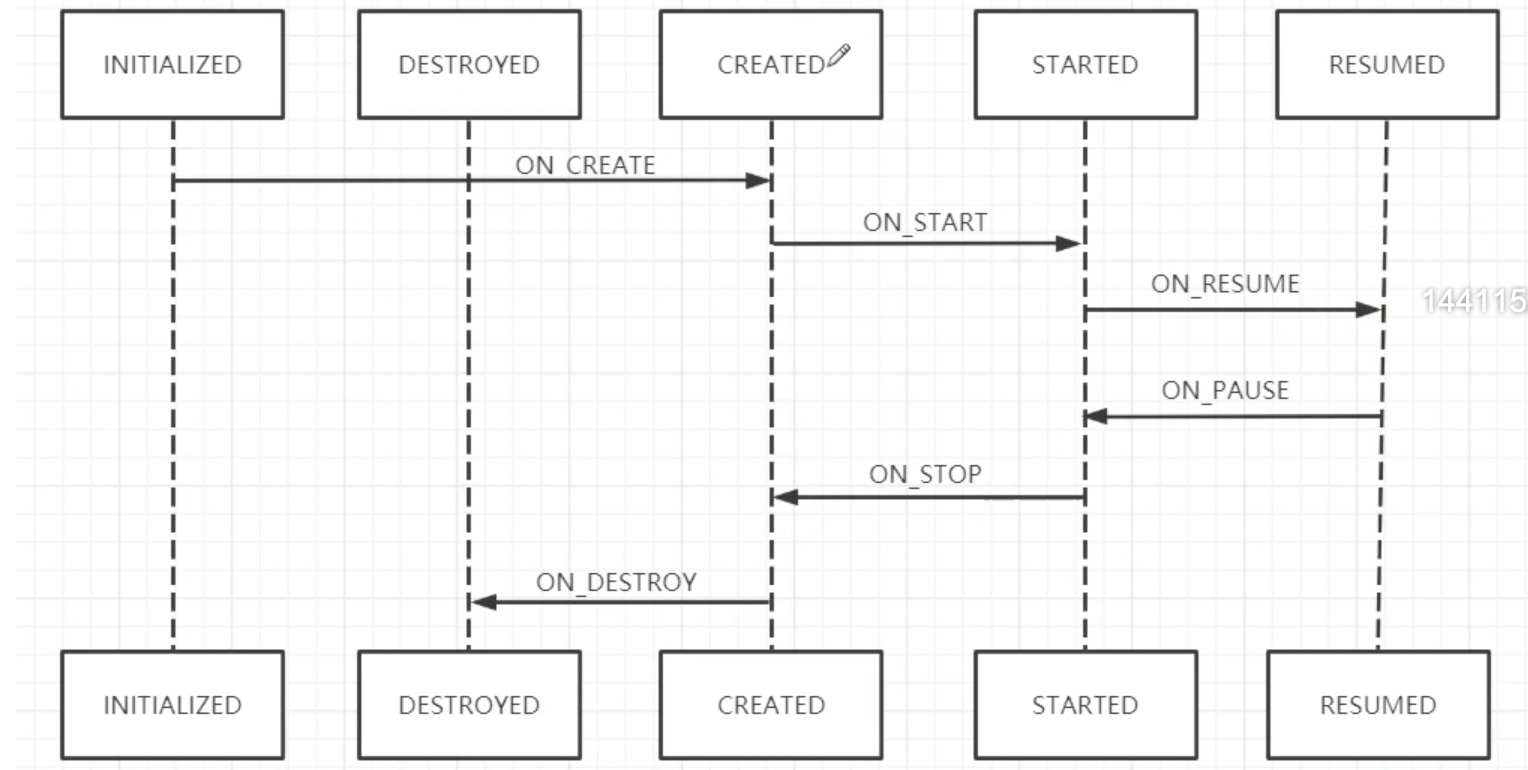 INITIALIZED
DESTROYED
CREATED
STARTED
RESUMED
ON_CREATE
ON_START
ON_RESUME
144115
ON_PAUSE
ON_STOP
ON_DESTROY
INITIALIZED
DESTROYED
CREATED
STARTED
RESUMED